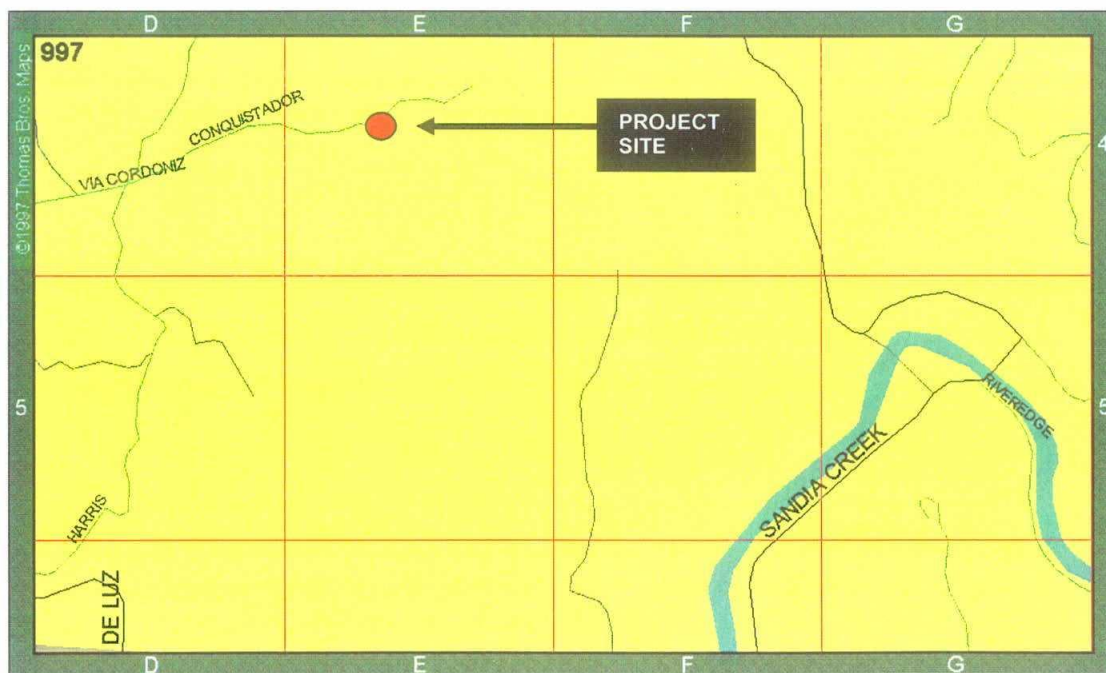 D E F G
997
©1997 Thomas Bros. Maps
CONQUISTADOR
PROJECT
SITE
4 4
VIA CORDONIZ
5 5
RIVEREDGE
SANDIA CREEK
HARRIS
DE LUZ
D E F G